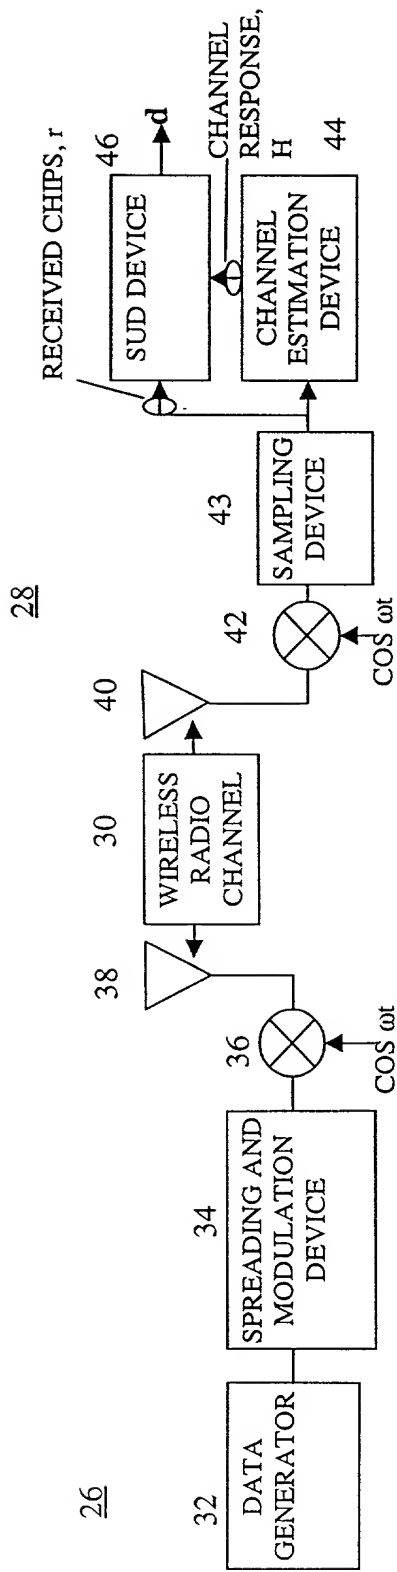 26
28
32
DATA
GENERATOR
34
SPREADING AND
MODULATION
DEVICE
36
COS ωt
38
30
WIRELESS
RADIO
CHANNEL
40
42
COS ωt
43
SAMPLING
DEVICE
RECEIVED CHIPS, r
46
SUD DEVICE
d
CHANNEL
RESPONSE,
H
44
CHANNEL
ESTIMATION
DEVICE